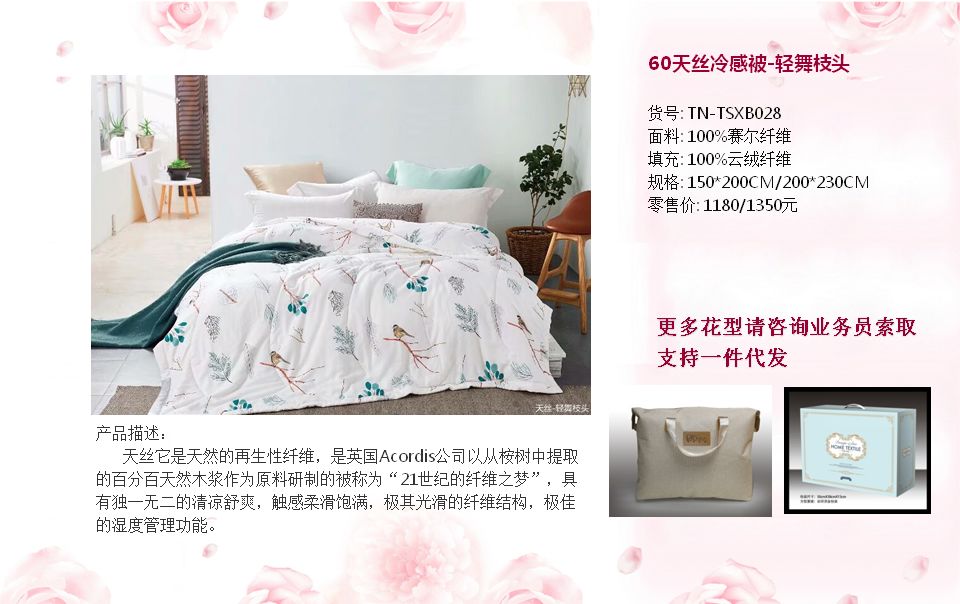 60天丝冷感被-轻舞枝头
货号: TN-TSXB028
面料: 100%赛尔纤维
填充: 100%云绒纤维
规格: 150*200CM/200*230CM
零售价: 1180/1350元
更多花型请咨询业务员索取
支持一件代发
天丝-轻舞枝头
HOME TEXTILE
产品描述：
天丝它是天然的再生性纤维，是英国Acordis公司以从桉树中提取
的百分百天然木浆作为原料研制的被称为“21世纪的纤维之梦”，具
有独一无二的清凉舒爽，触感柔滑饱满，极其光滑的纤维结构，极佳
的湿度管理功能。